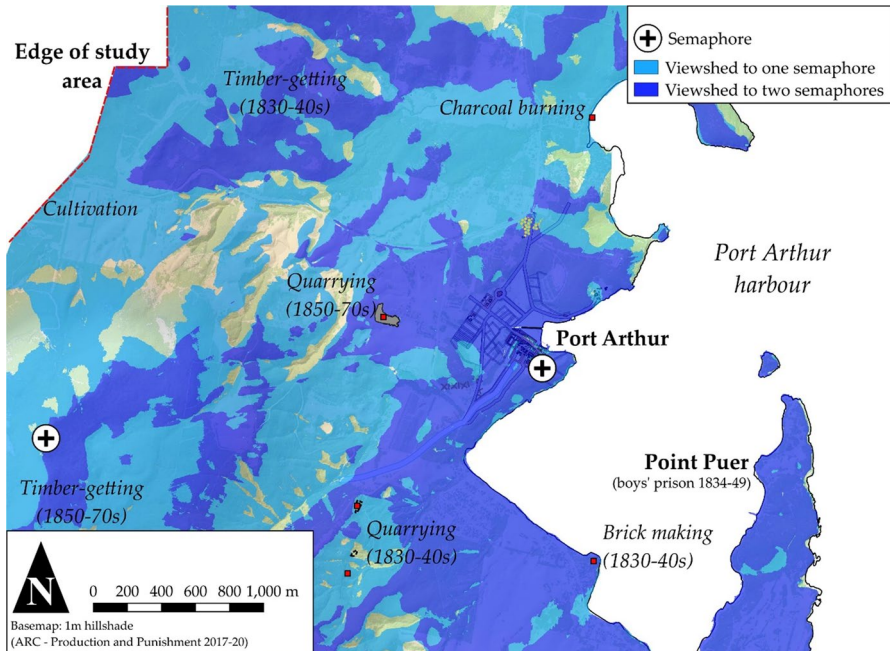 Edge of study
area
Timber-getting
(1830-40s)
Charcoal burning
Semaphore
Viewshed to one semaphore
Viewshed to two semaphores
Cultivation
Quarrying
(1850-70s)
Port Arthur
harbour
Port Arthur
Timber-getting
(1850-70s)
Quarrying
(1830-40s)
Point Puer
(boys' prison 1834-49)
Brick making
(1830-40s)
N
0 200 400 600 800 1,000 m
Basemap: 1m hillshade
(ARC - Production and Punishment 2017-20)